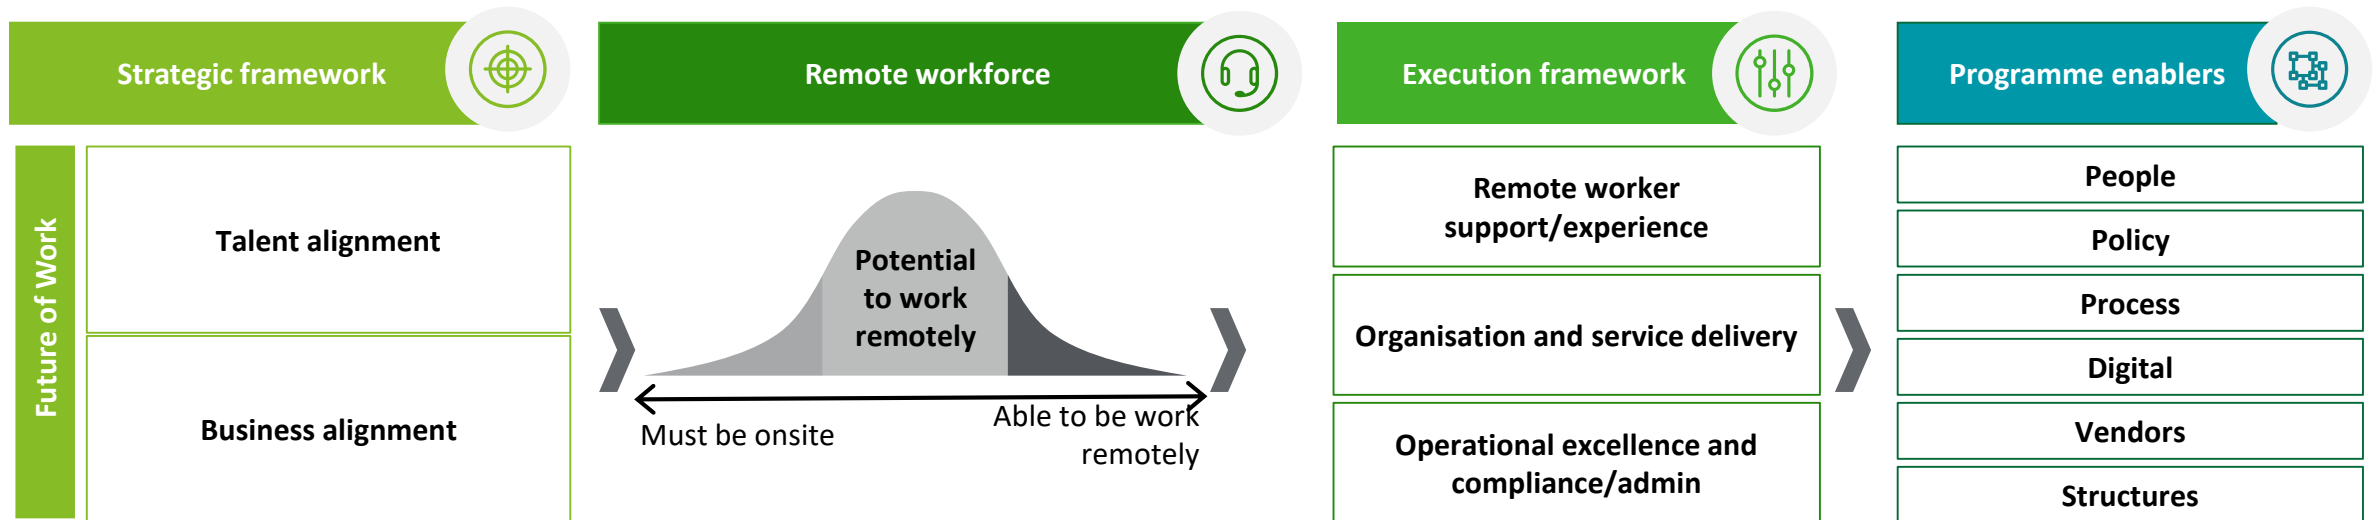 Strategic framework
Remote workforce
Execution framework
Programme enablers
Future of Work
Talent alignment
Business alignment
Potential
to work
remotely
Must be onsite
Able to be work
remotely
Remote worker
support/experience
Organisation and service delivery
Operational excellence and
compliance/admin
People
Policy
Process
Digital
Vendors
Structures